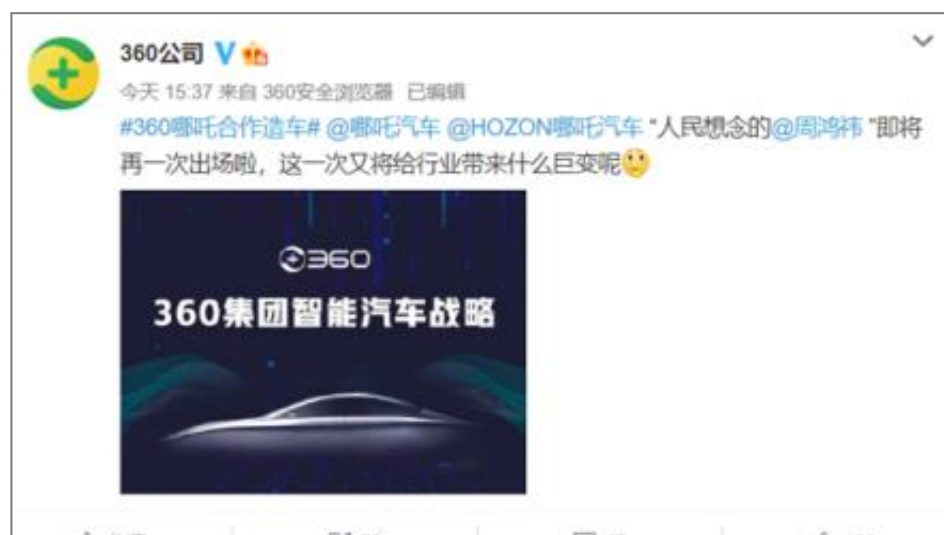 360公司
今天 15:37 来自 360安全浏览器 已编辑
#360哪吒合作造车# @哪吒汽车 @HOZON哪吒汽车 “人民想念的@周鸿祎 ”即将
再一次出场啦，这一次又将给行业带来什么巨变呢
360
360集团智能汽车战略